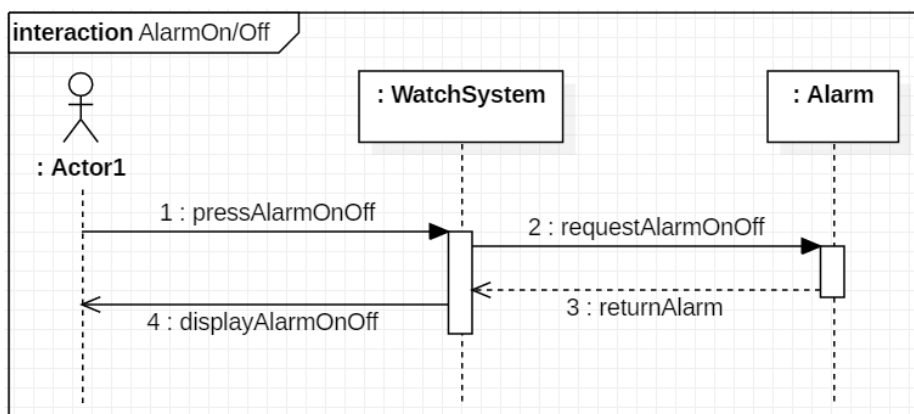 interaction AlarmOn/Off
: WatchSystem
: Alarm
: Actor1
1 : pressAlarmOnOff
2 : requestAlarmOnOff
3 : returnAlarm
4 : displayAlarmOnOff